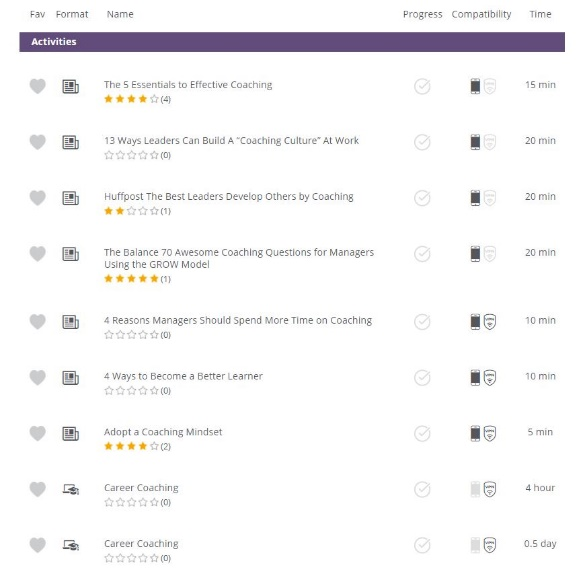 Fav Format Name Progress Compatibility Time
Activities
The 5 Essentials to Effective Coaching 15 min
(4)
13 Ways Leaders Can Build A “Coaching Culture” At Work 20 min
(0)
Huffpost The Best Leaders Develop Others by Coaching 20 min
(1)
The Balance 70 Awesome Coaching Questions for Managers 20 min
Using the GROW Model
(1)
4 Reasons Managers Should Spend More Time on Coaching 10 min
(0)
4 Ways to Become a Better Learner 10 min
(0)
Adopt a Coaching Mindset 5 min
(2)
Career Coaching 4 hour
(0)
Career Coaching 0.5 day
(0)